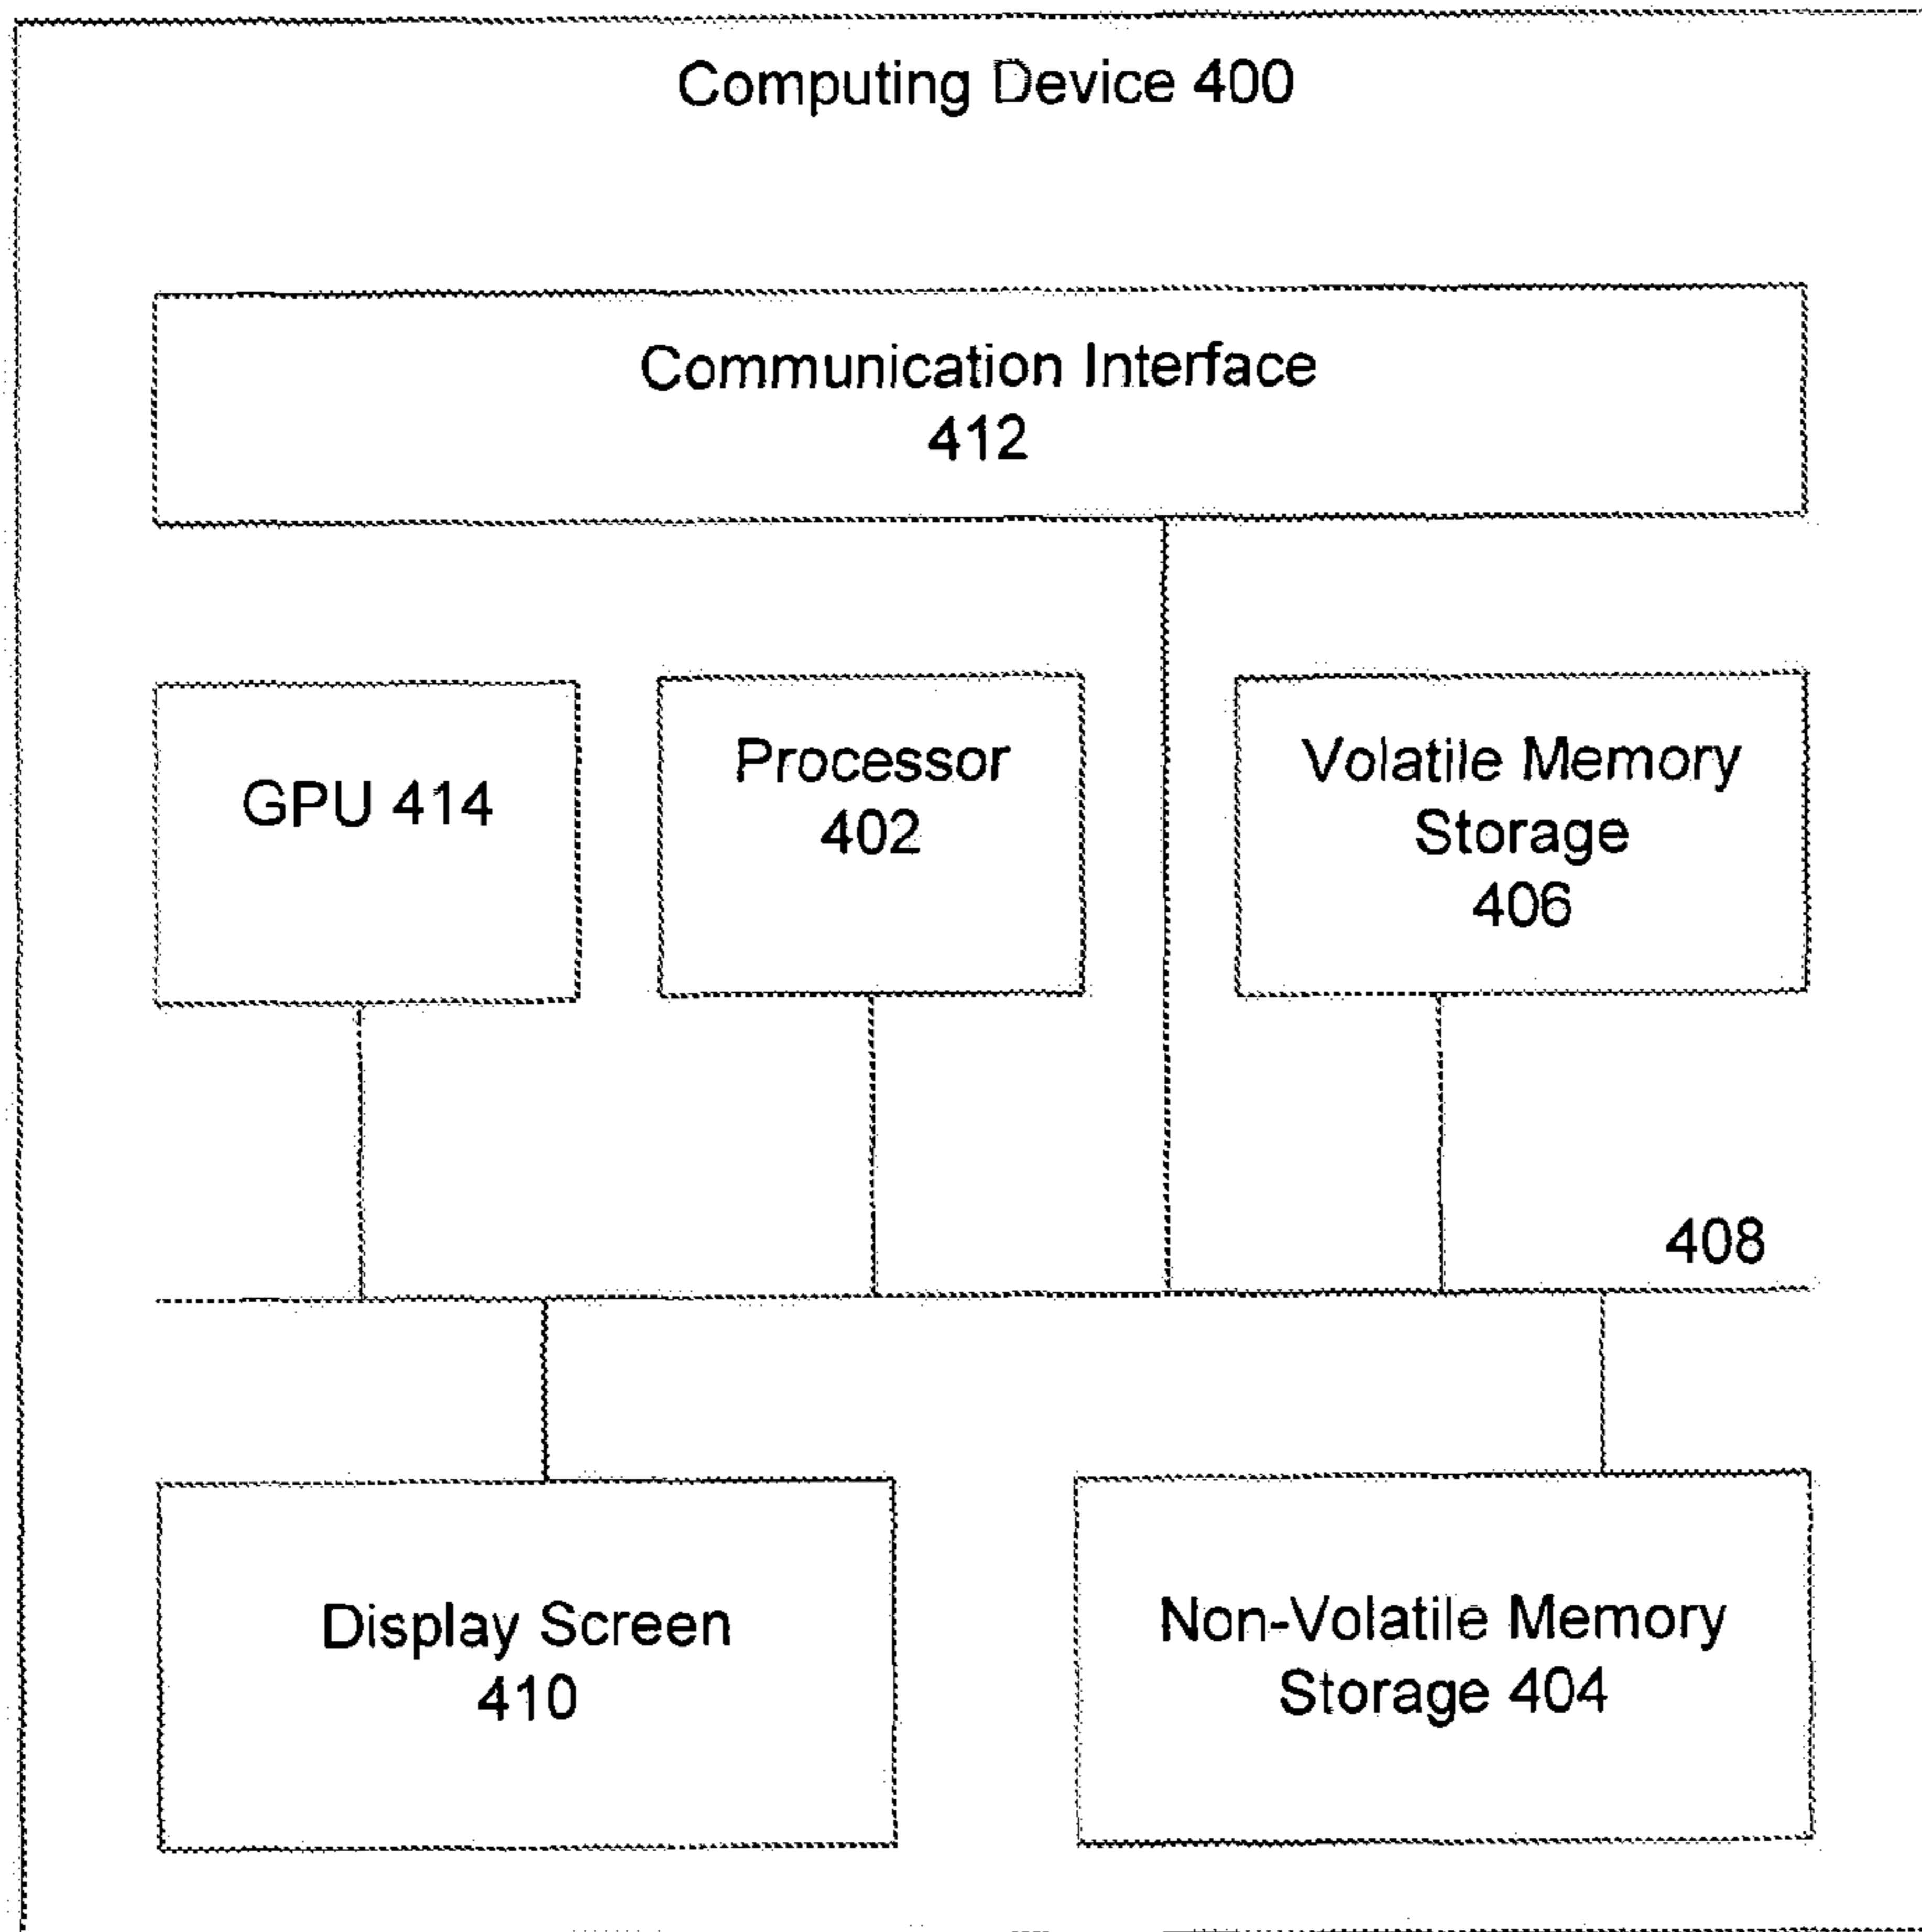 Computing Device 400
Communication Interface
412
GPU 414
Processor
402
Volatile Memory
Storage
406
408
Display Screen
410
Non-Volatile Memory
Storage 404